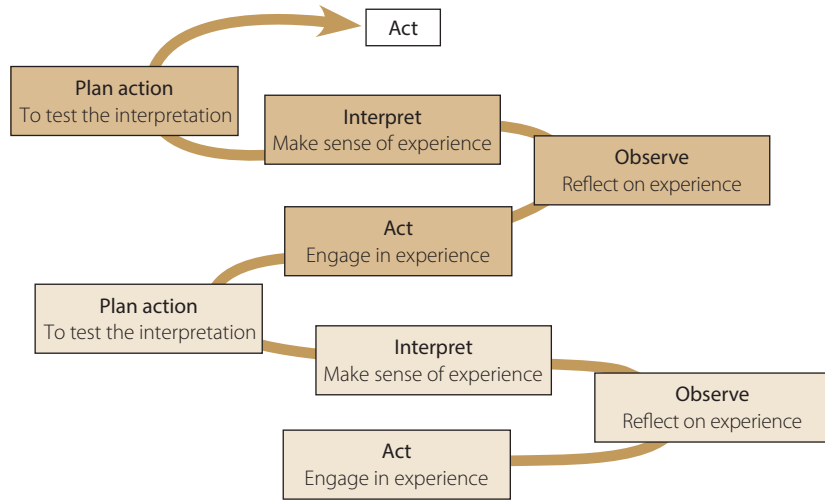 Act
Plan action
To test the interpretation
Interpret
Make sense of experience
Observe
Reflect on experience
Act
Engage in experience
Plan action
To test the interpretation
Interpret
Make sense of experience
Observe
Reflect on experience
Act
Engage in experience